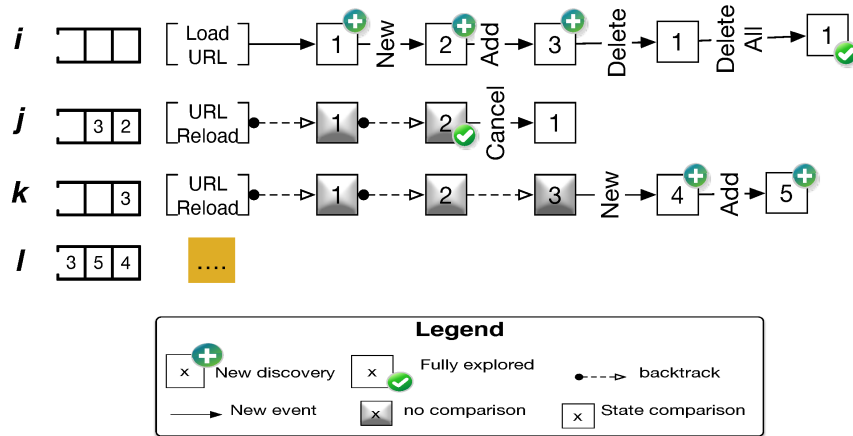 i Load URL 1 New 2 Add 3 Delete 1 Delete All 1
j 3 2 URL Reload 1 2 Cancel 1
k 3 URL Reload 1 2 3 New 4 Add 5
l 3 5 4 ....
Legend
x New discovery x Fully explored backtrack
New event x no comparison x State comparison